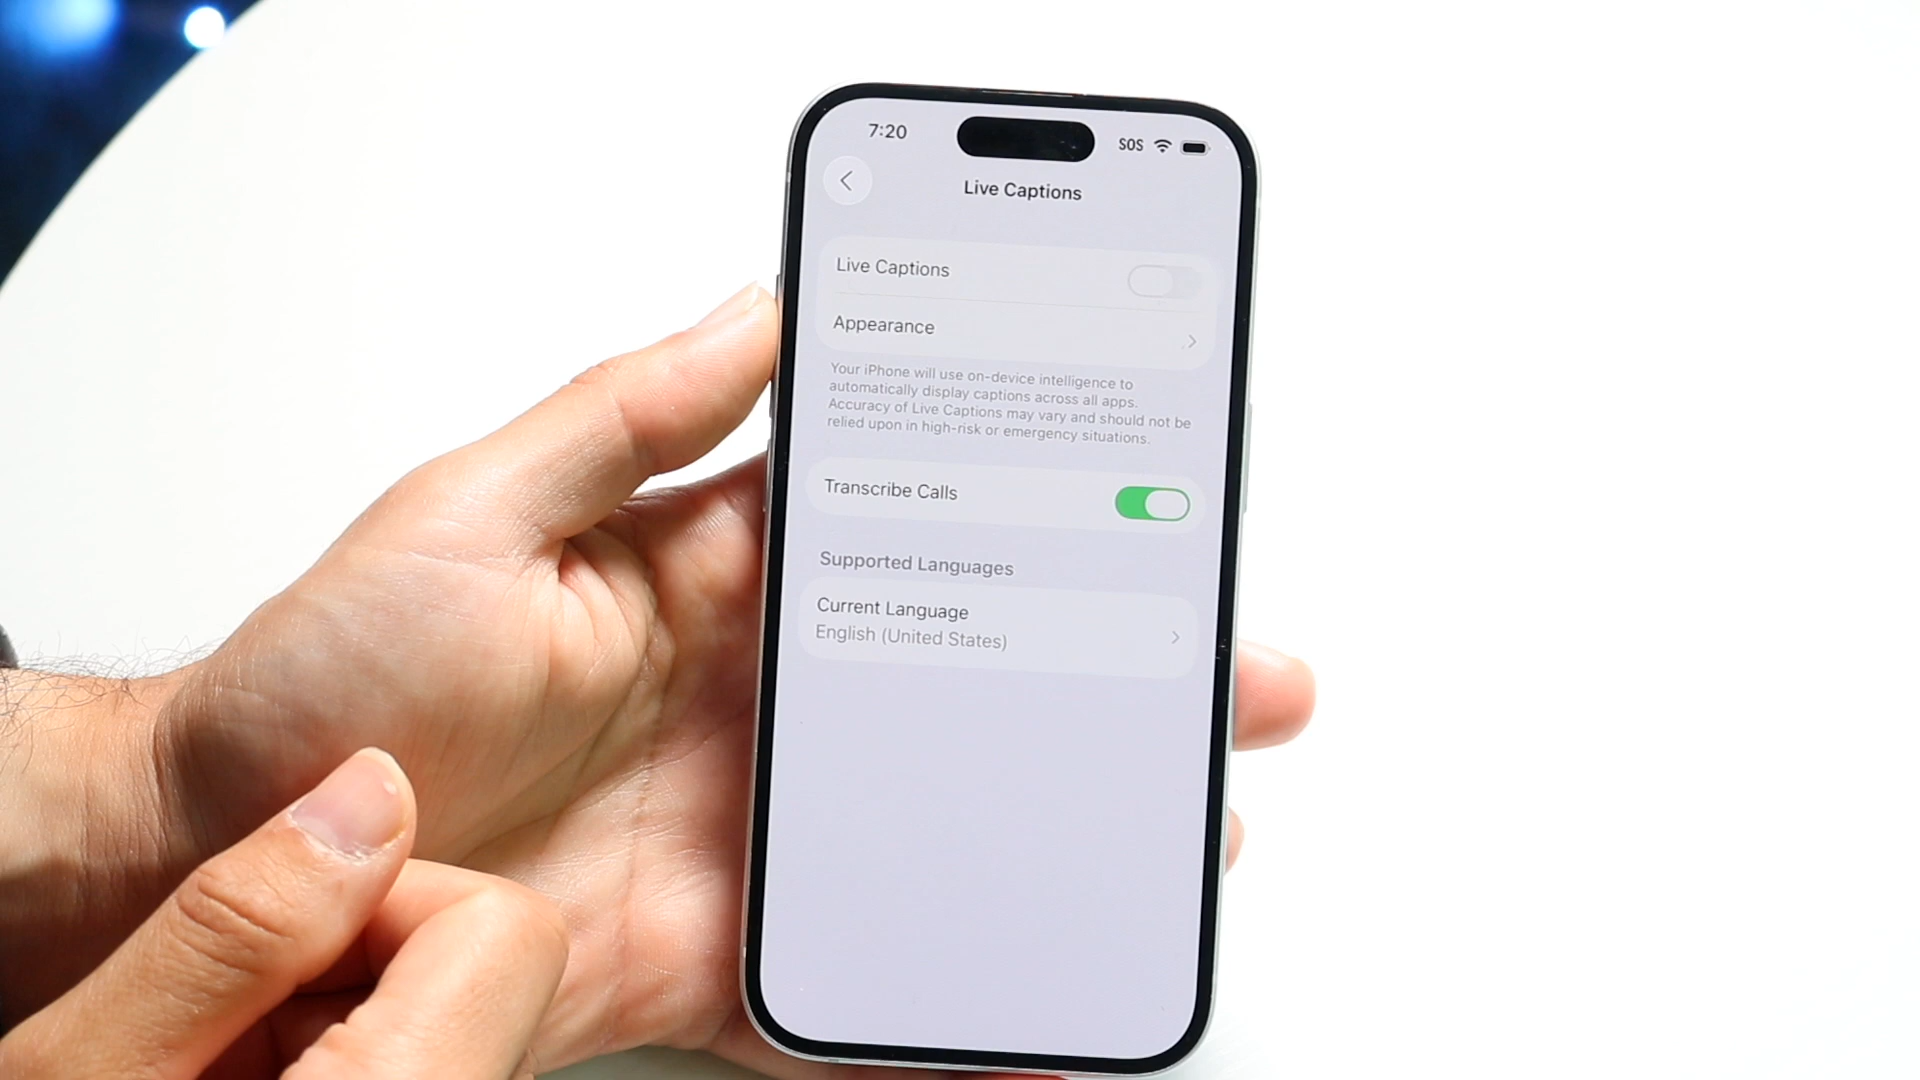 7:20
SOS
Live Captions
Live Captions
Appearance
Your iPhone will use on-device intelligence to
automatically display captions across all apps.
Accuracy of Live Captions may vary and should not be
relied upon in high-risk or emergency situations.
Transcribe Calls
Supported Languages
Current Language
English (United States)